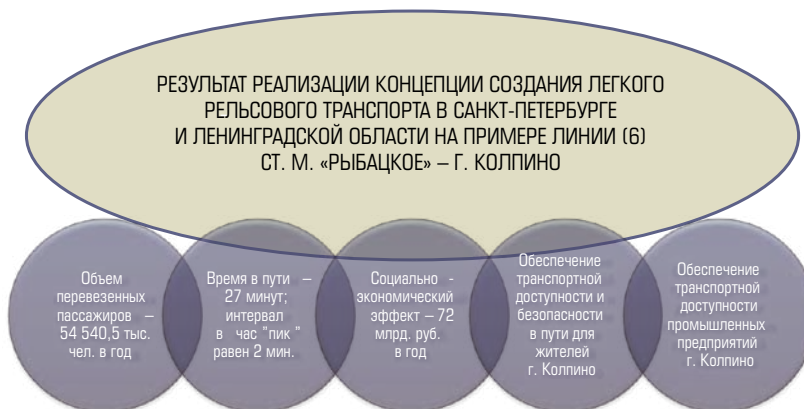 РЕЗУЛЬТАТ РЕАЛИЗАЦИИ КОНЦЕПЦИИ СОЗДАНИЯ ЛЕГКОГО
РЕЛЬСОВОГО ТРАНСПОРТА В САНКТ-ПЕТЕРБУРГЕ
И ЛЕНИНГРАДСКОЙ ОБЛАСТИ НА ПРИМЕРЕ ЛИНИИ (6)
СТ. М. «РЫБАЦКОЕ» – Г. КОЛПИНО
Объем
перевезенных
пассажиров –
54 540,5 тыс.
чел. в год
Время в пути –
27 минут;
интервал
в час "пик "
равен 2 мин.
Социально -
экономический
эффект – 72
млрд. руб.
в год
Обеспечение
транспортной
доступности и
безопасности
в пути для
жителей
г. Колпино
Обеспечение
транспортной
доступности
промышленных
предприятий
г. Колпино